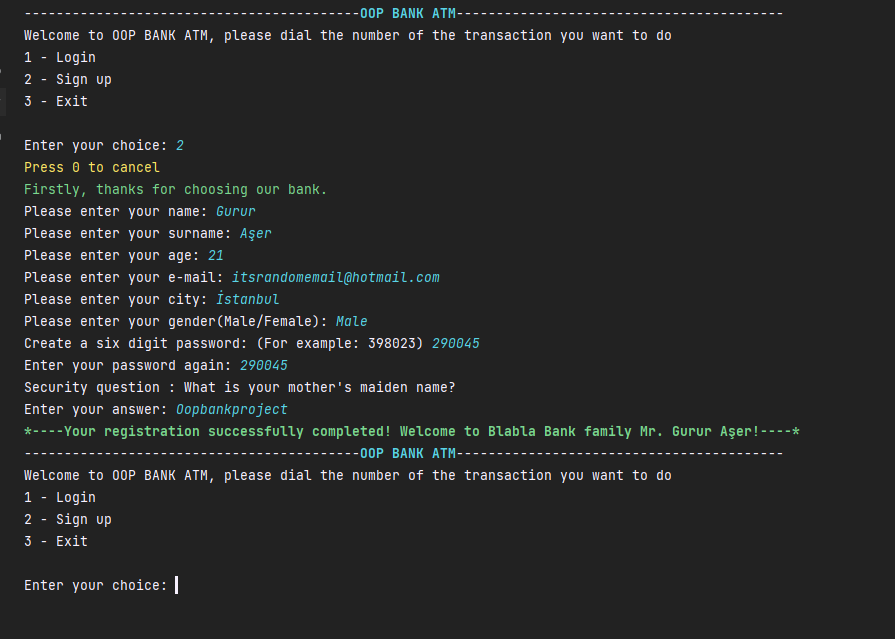 ------------------------------------------OOP BANK ATM-----------------------------------------
Welcome to OOP BANK ATM, please dial the number of the transaction you want to do
1 - Login
2 - Sign up
3 - Exit
Enter your choice: 2
Press 0 to cancel
Firstly, thanks for choosing our bank.
Please enter your name: Gurur
Please enter your surname: Aşer
Please enter your age: 21
Please enter your e-mail: itsrandomemail@hotmail.com
Please enter your city: İstanbul
Please enter your gender(Male/Female): Male
Create a six digit password: (For example: 398023) 290045
Enter your password again: 290045
Security question : What is your mother's maiden name?
Enter your answer: Oopbankproject
*----Your registration successfully completed! Welcome to Blabla Bank family Mr. Gurur Aşer!----*
------------------------------------------OOP BANK ATM-----------------------------------------
Welcome to OOP BANK ATM, please dial the number of the transaction you want to do
1 - Login
2 - Sign up
3 - Exit
Enter your choice: